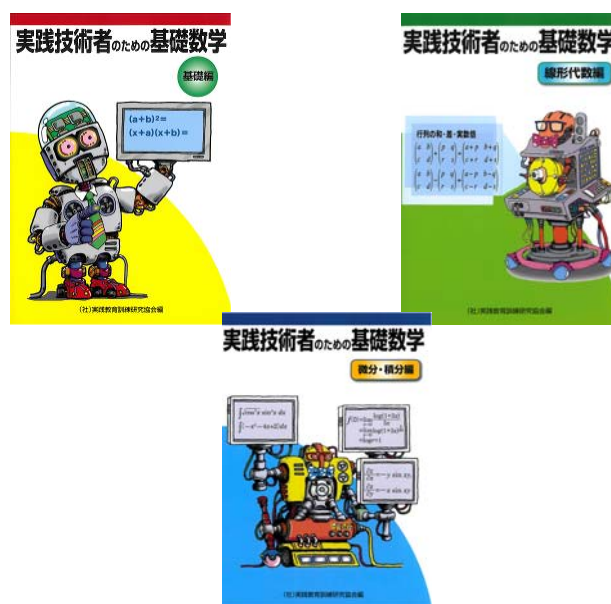 実践技術者のための基礎数学
基礎編
(a+b)²=
(x+a)(x+b)=
(社)実践教育訓練研究協会編
実践技術者のための基礎数学
線形代数編
行列の和・差・実数倍
(社)実践教育訓練研究協会編
実践技術者のための基礎数学
微分・積分編
(社)実践教育訓練研究協会編